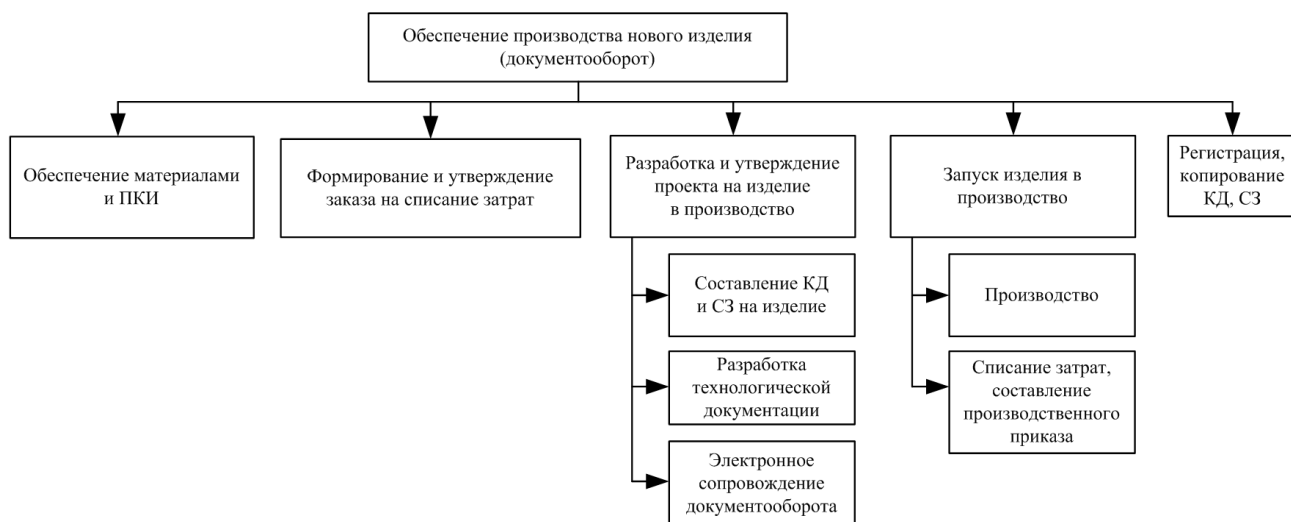 Обеспечение производства нового изделия
(документооборот)
Обеспечение материалами
и ПКИ
Формирование и утверждение
заказа на списание затрат
Разработка и утверждение
проекта на изделие
в производство
Запуск изделия в
производство
Регистрация,
копирование
КД, СЗ
Составление КД
и СЗ на изделие
Разработка
технологической
документации
Электронное
сопровождение
документооборота
Производство
Списание затрат,
составление
производственного
приказа